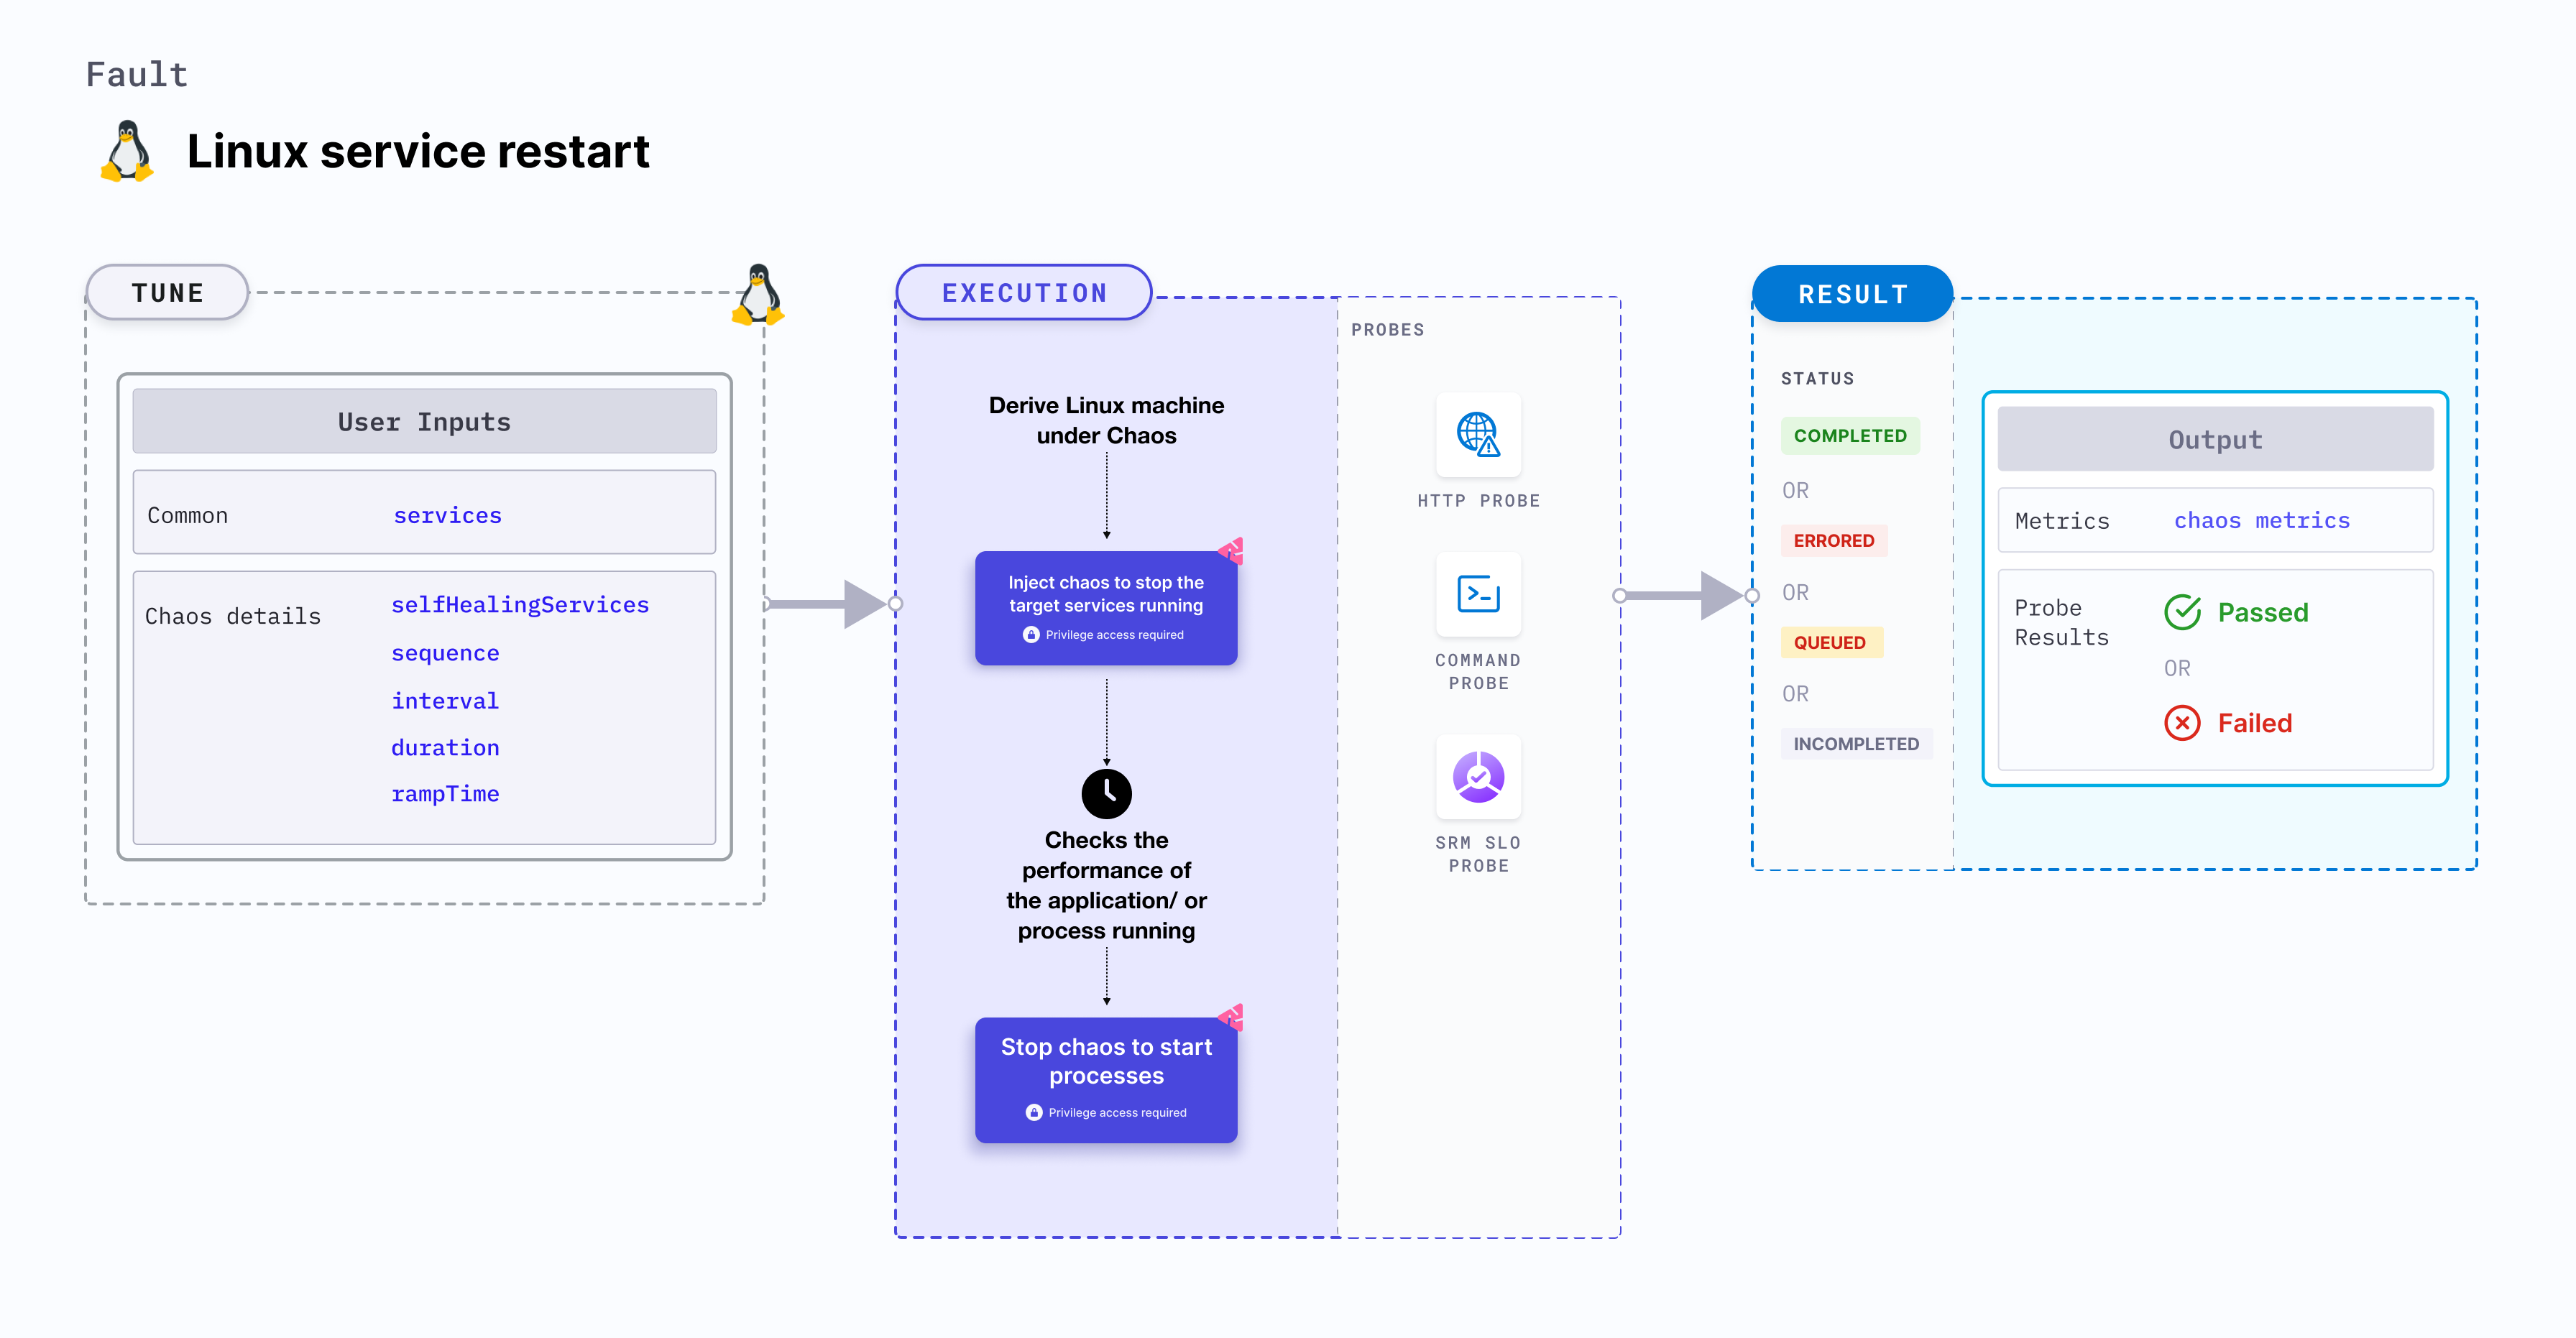 Fault
Linux service restart
TUNE
User Inputs
Common services
Chaos details selfHealingServices
sequence
interval
duration
rampTime
EXECUTION
Derive Linux machine
under Chaos
Inject chaos to stop the
target services running
Privilege access required
Checks the
performance of
the application/ or
process running
Stop chaos to start
processes
Privilege access required
PROBES
HTTP PROBE
COMMAND
PROBE
SRM SLO
PROBE
RESULT
STATUS
COMPLETED
OR
ERRORED
OR
QUEUED
OR
INCOMPLETED
Output
Metrics chaos metrics
Probe
Results
Passed
OR
Failed